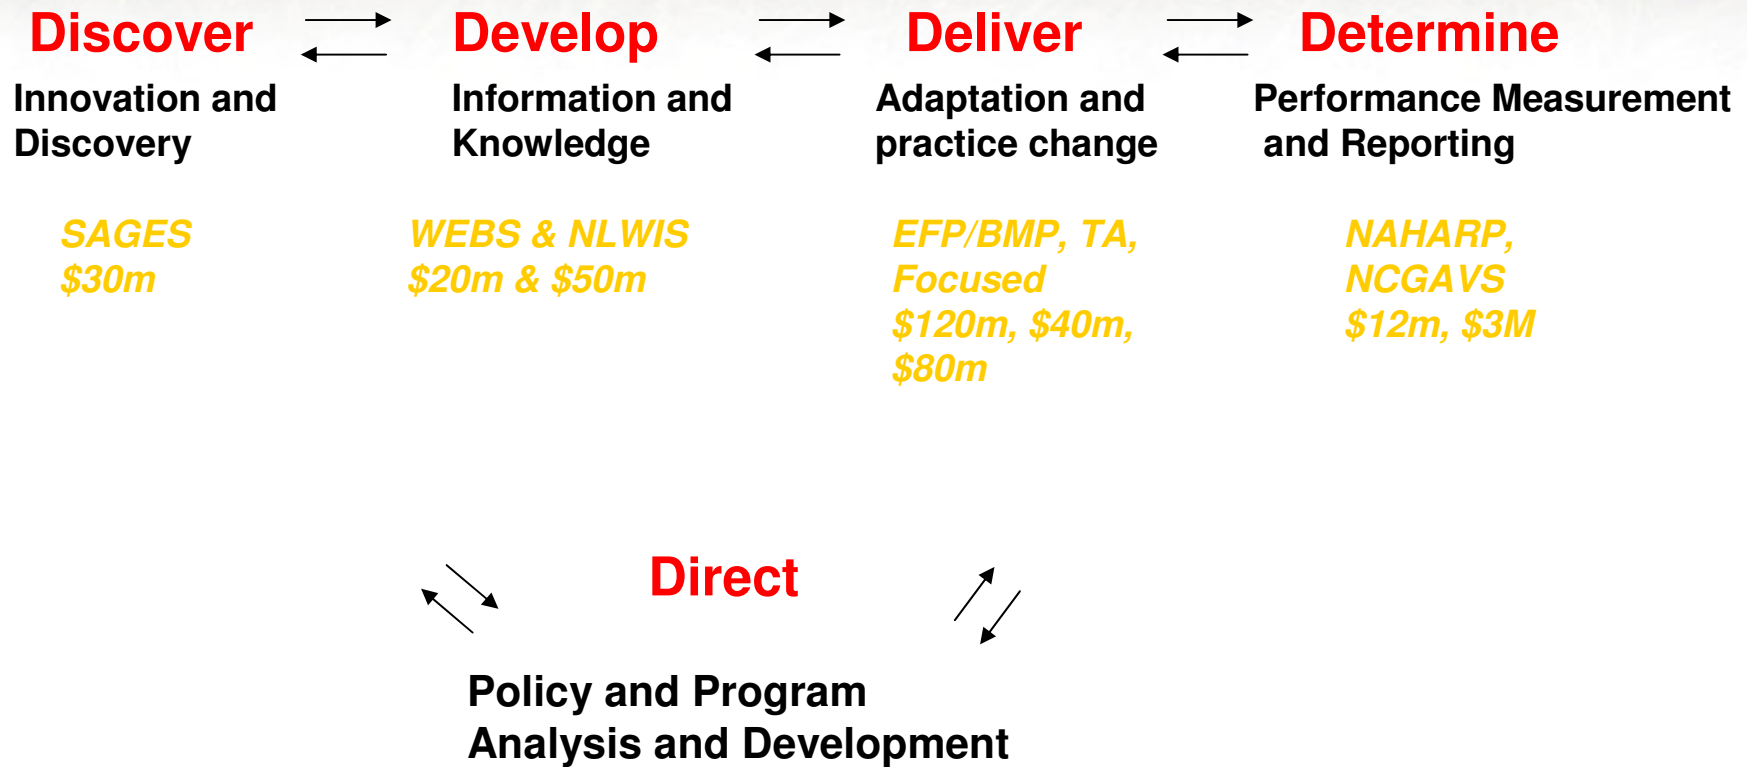 Discover
Develop
Deliver
Determine
Innovation and
Discovery
Information and
Knowledge
Adaptation and
practice change
Performance Measurement
and Reporting
SAGES
$30m
WEBS & NLWIS
$20m & $50m
EFP/BMP, TA,
Focused
$120m, $40m,
$80m
NAHARP,
NCGAVS
$12m, $3M
Direct
Policy and Program
Analysis and Development